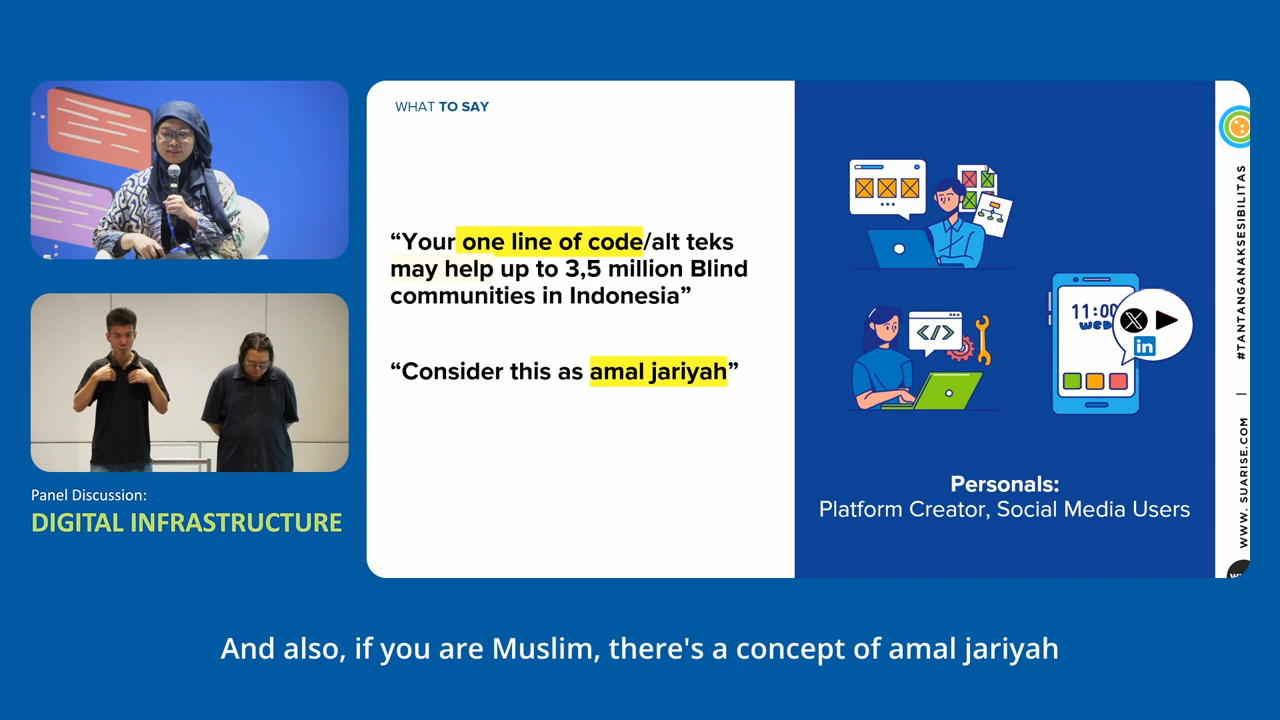 WHAT TO SAY
“Your one line of code/alt teks
may help up to 3,5 million Blind
communities in Indonesia”
“Consider this as amal jariyah”
11:00
WEB
in
Personals:
Platform Creator, Social Media Users
#TANTANGANAKSESIBILITAS
|
WWW. SUARISE.COM
Panel Discussion:
DIGITAL INFRASTRUCTURE
And also, if you are Muslim, there's a concept of amal jariyah